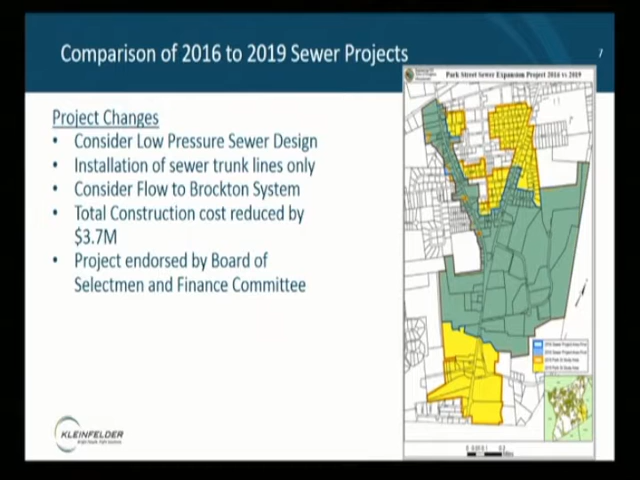 Comparison of 2016 to 2019 Sewer Projects
7
Project Changes
• Consider Low Pressure Sewer Design
• Installation of sewer trunk lines only
• Consider Flow to Brockton System
• Total Construction cost reduced by
$3.7M
• Project endorsed by Board of
Selectmen and Finance Committee
Park Street Sewer Expansion Project 2016 vs 2019
KLEINFELDER